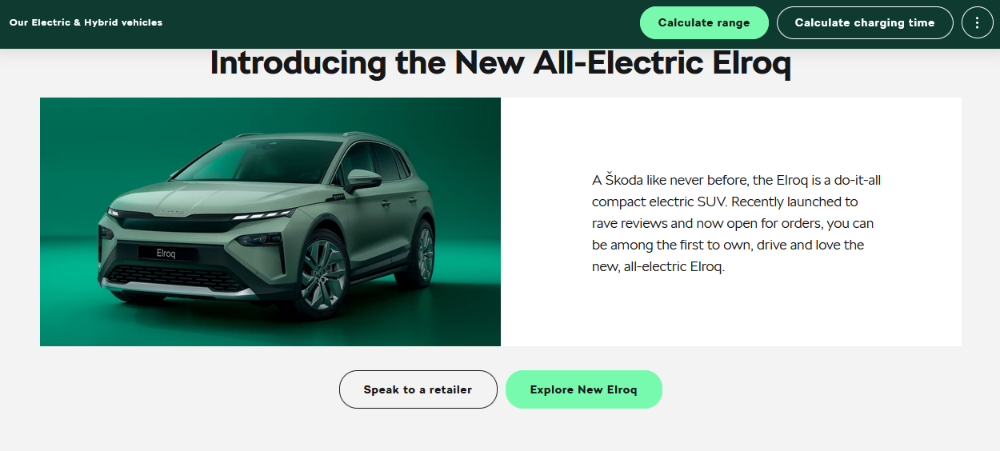 Our Electric & Hybrid vehicles
Calculate range
Calculate charging time
Introducing the New All-Electric Elroq
Elroq
A Škoda like never before, the Elroq is a do-it-all
compact electric SUV. Recently launched to
rave reviews and now open for orders, you can
be among the first to own, drive and love the
new, all-electric Elroq.
Speak to a retailer
Explore New Elroq